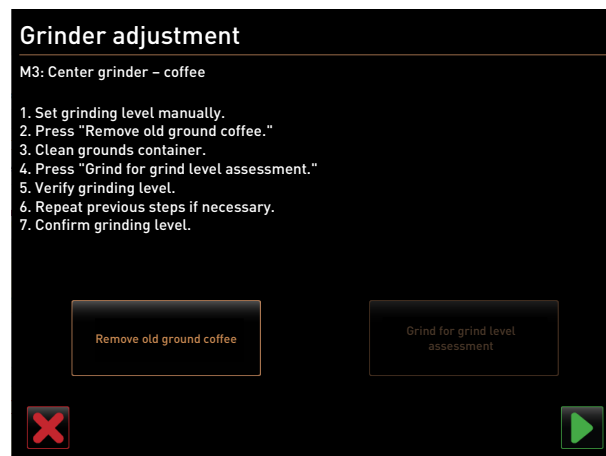 Grinder adjustment
M3: Center grinder – coffee
1. Set grinding level manually.
2. Press "Remove old ground coffee."
3. Clean grounds container.
4. Press "Grind for grind level assessment."
5. Verify grinding level.
6. Repeat previous steps if necessary.
7. Confirm grinding level.
Remove old ground coffee
Grind for grind level
assessment